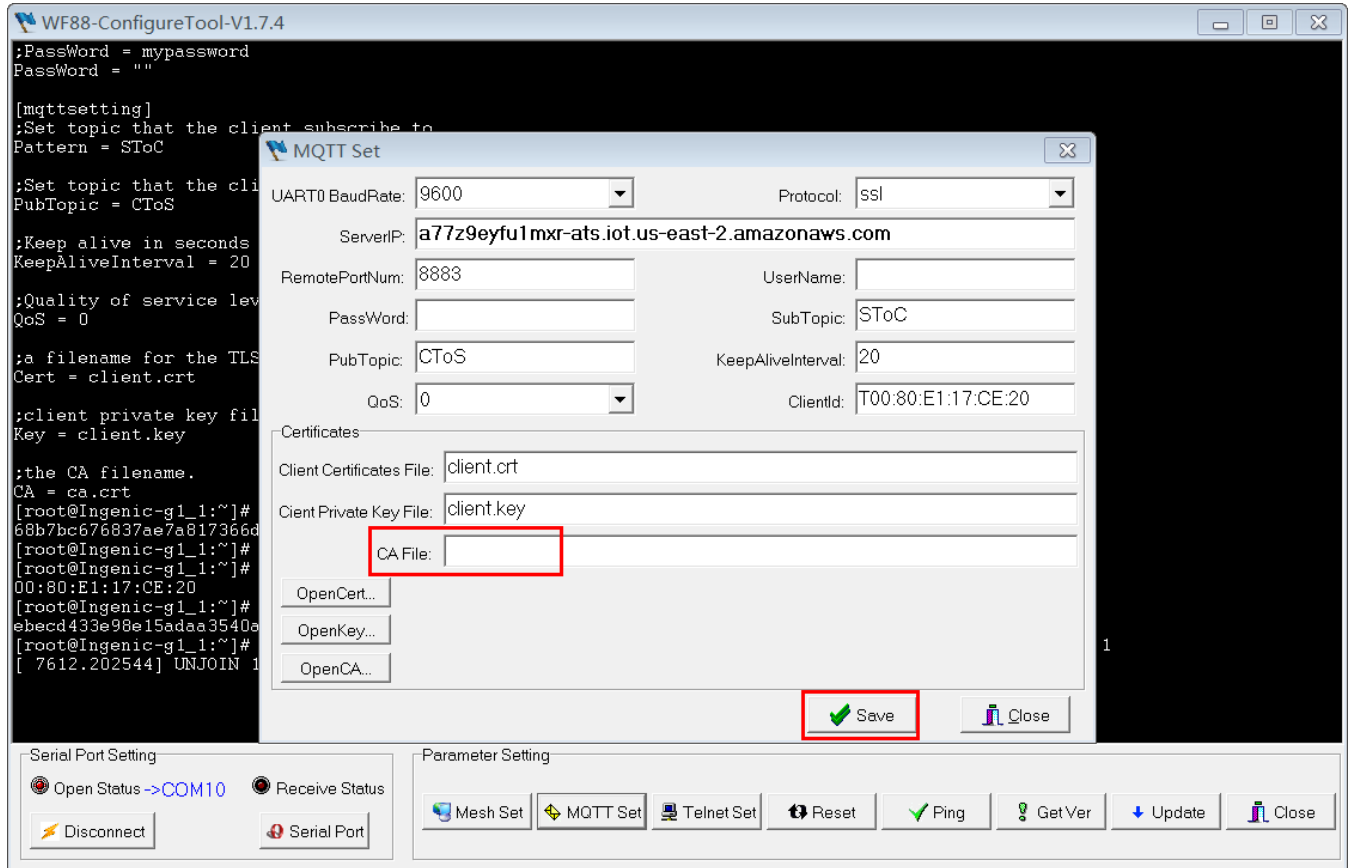 WF88-ConfigureTool-V1.7.4
;PassWord = mypassword
PassWord = ""
[mqttsetting]
;Set topic that the client subscribe to
Pattern = SToC
;Set topic that the cli
PubTopic = CToS
;Keep alive in seconds
KeepAliveInterval = 20
;Quality of service lev
QoS = 0
;a filename for the TLS
Cert = client.crt
;client private key fil
Key = client.key
;the CA filename.
CA = ca.crt
[root@Ingenic-g1_1:~]#
68b7bc676837ae7a817366d
[root@Ingenic-g1_1:~]#
[root@Ingenic-g1_1:~]#
00:80:E1:17:CE:20
[root@Ingenic-g1_1:~]#
ebecd433e98e15adaa3540a
[root@Ingenic-g1_1:~]# 1
[ 7612.202544] UNJOIN 1
MQTT Set
UART0 BaudRate: 9600 Protocol: ssl
ServerIP: a77z9eyfu1mxr-ats.iot.us-east-2.amazonaws.com
RemotePortNum: 8883 UserName:
PassWord: SubTopic: SToC
PubTopic: CToS KeepAliveInterval: 20
QoS: 0 ClientId: T00:80:E1:17:CE:20
Certificates
Client Certificates File: client.crt
Cient Private Key File: client.key
CA File:
OpenCert...
OpenKey...
OpenCA...
Save Close
Serial Port Setting
Open Status ->COM10 Receive Status
Disconnect Serial Port
Parameter Setting
Mesh Set MQTT Set Telnet Set Reset Ping GetVer Update Close